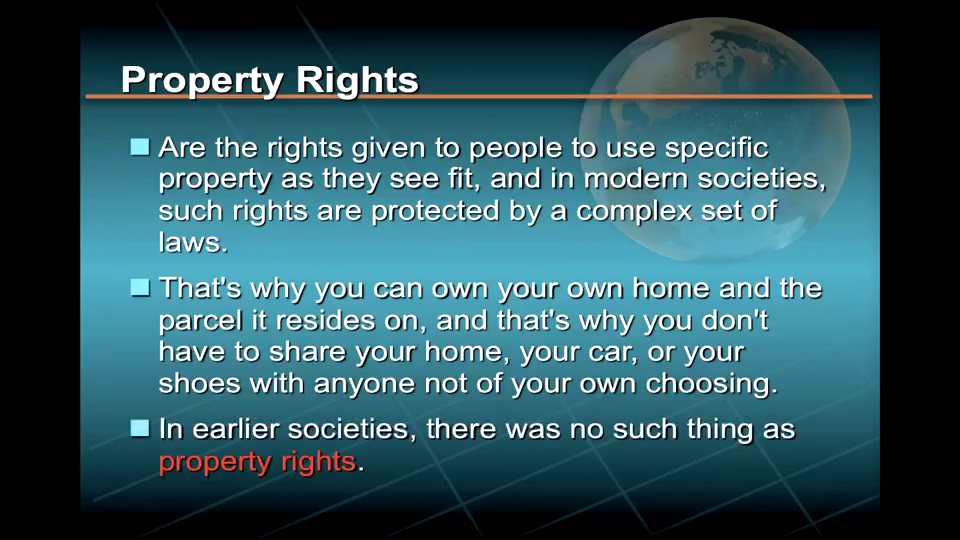 Property Rights
Are the rights given to people to use specific
property as they see fit, and in modern societies,
such rights are protected by a complex set of
laws.
That's why you can own your own home and the
parcel it resides on, and that's why you don't
have to share your home, your car, or your
shoes with anyone not of your own choosing.
In earlier societies, there was no such thing as
property rights.